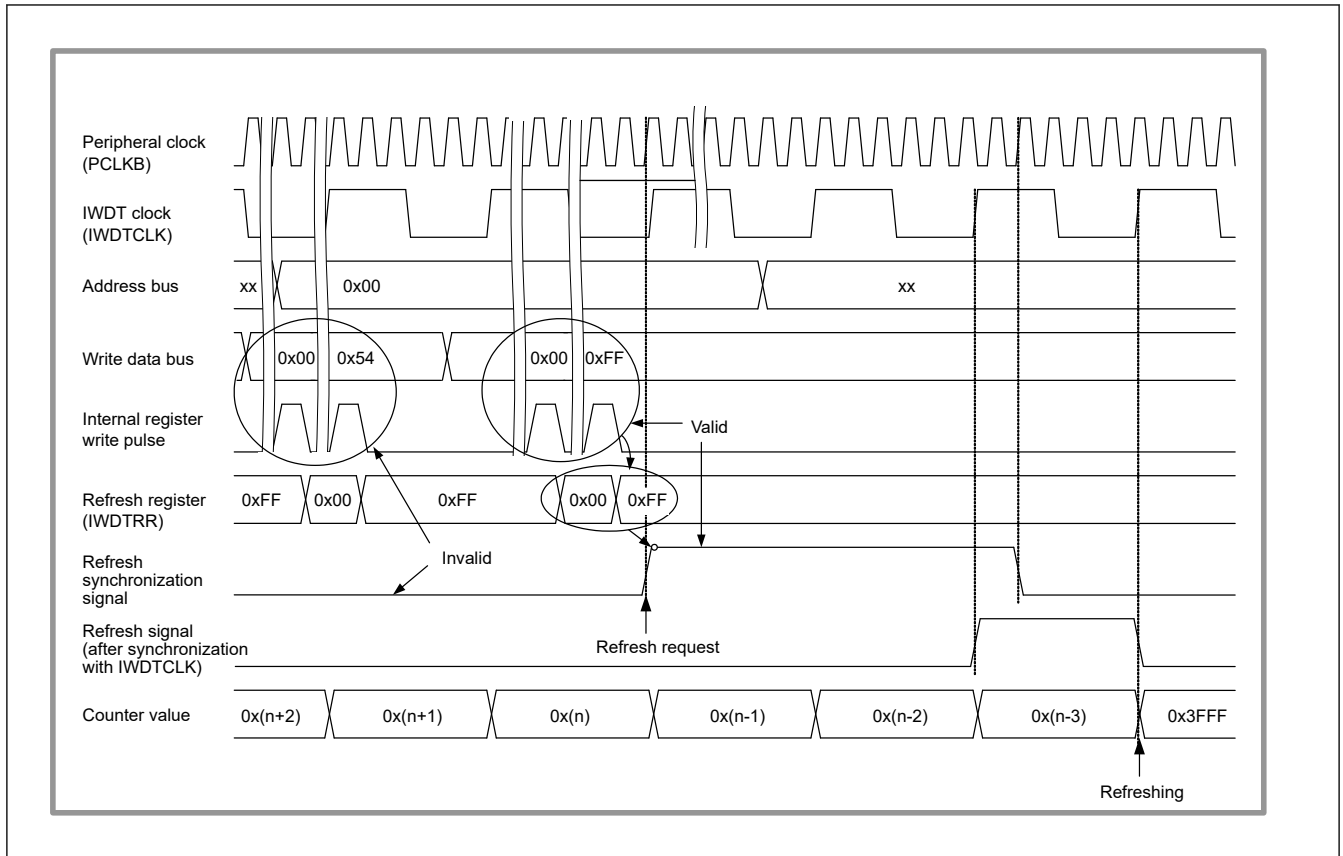 Peripheral clock
(PCLKB)
IWDT clock
(IWDTCLK)
Address bus
xx
0x00
xx
Write data bus
0x00
0x54
0x00
0xFF
Internal register
write pulse
Valid
Refresh register
(IWDTRR)
0xFF
0x00
0xFF
0x00
0xFF
Invalid
Refresh
synchronization
signal
Refresh signal
(after synchronization
with IWDTCLK)
Refresh request
Counter value
0x(n+2)
0x(n+1)
0x(n)
0x(n-1)
0x(n-2)
0x(n-3)
0x3FFF
Refreshing